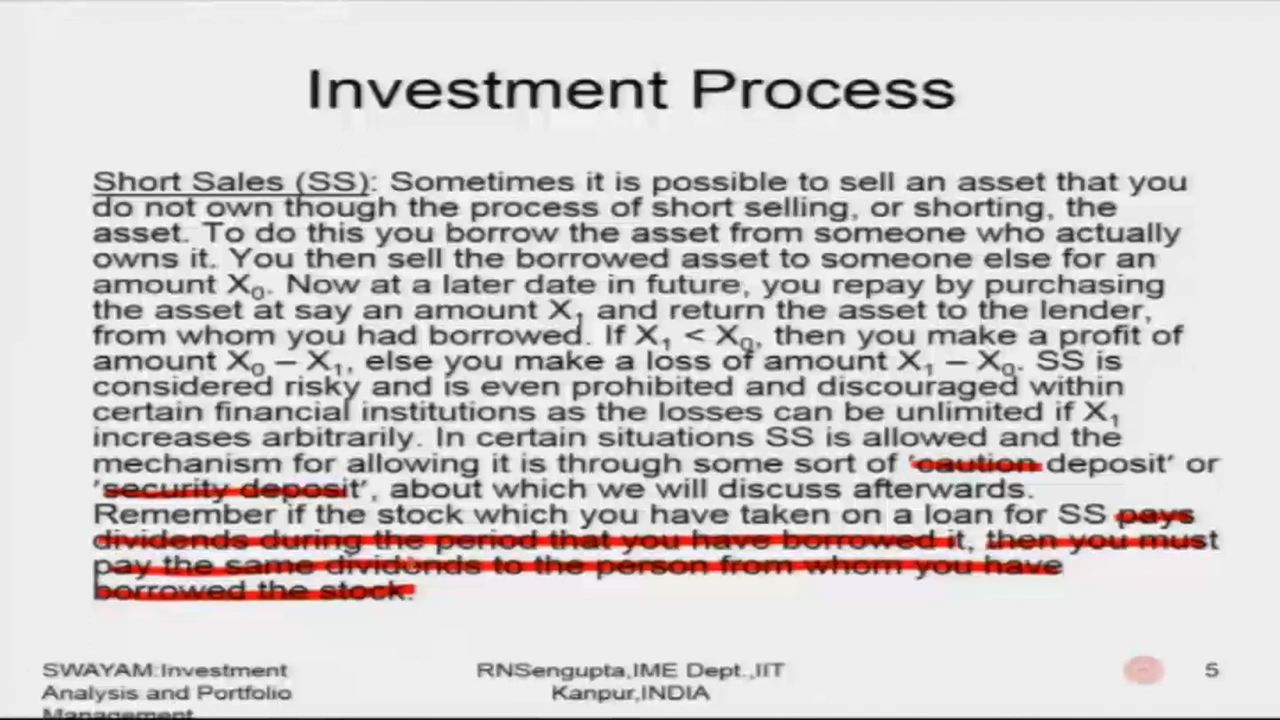 Investment Process
Short Sales (SS): Sometimes it is possible to sell an asset that you
do not own though the process of short selling, or shorting, the
asset. To do this you borrow the asset from someone who actually
owns it. You then sell the borrowed asset to someone else for an
amount X₀. Now at a later date in future, you repay by purchasing
the asset at say an amount X₁ and return the asset to the lender,
from whom you had borrowed. If X₁ < X₀, then you make a profit of
amount X₀ – X₁, else you make a loss of amount X₁ – X₀. SS is
considered risky and is even prohibited and discouraged within
certain financial institutions as the losses can be unlimited if X₁
increases arbitrarily. In certain situations SS is allowed and the
mechanism for allowing it is through some sort of 'caution deposit' or
'security deposit', about which we will discuss afterwards.
Remember if the stock which you have taken on a loan for SS pays
dividends during the period that you have borrowed it, then you must
pay the same dividends to the person from whom you have
borrowed the stock.
SWAYAM:Investment
Analysis and Portfolio
Management
RNSengupta,IME Dept.,IIT
Kanpur,INDIA
5